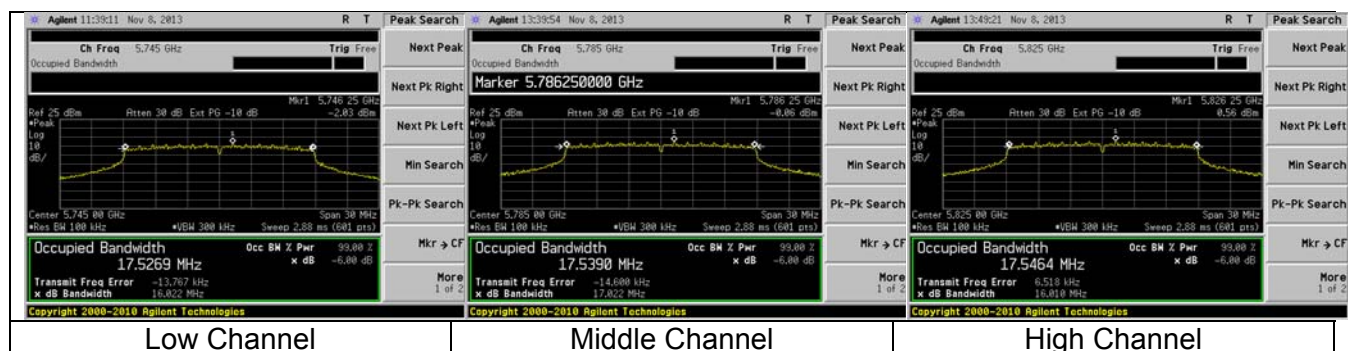 Agilent 11:39:11 Nov 8, 2013 R T
Peak Search
Ch Freq 5.745 GHz Trig Free
Occupied Bandwidth
Next Peak
Next Pk Right
Mkr1 5.746 25 GHz
Ref 25 dBm Atten 30 dB Ext PG -10 dB -2.03 dBm
#Peak
Log
10
dB/
1
Next Pk Left
Min Search
Pk-Pk Search
Center 5.745 00 GHz Span 30 MHz
#Res BW 100 kHz #VBW 300 kHz Sweep 2.88 ms (601 pts)
Occupied Bandwidth Occ BW % Pwr 99.00 %
17.5269 MHz x dB -6.00 dB
Transmit Freq Error -13.767 kHz
x dB Bandwidth 16.022 MHz
Mkr → CF
More
1 of 2
Copyright 2000-2010 Agilent Technologies
Low Channel
Agilent 13:39:54 Nov 8, 2013 R T
Peak Search
Ch Freq 5.785 GHz Trig Free
Occupied Bandwidth
Next Peak
Marker 5.786250000 GHz
Next Pk Right
Mkr1 5.786 25 GHz
Ref 25 dBm Atten 30 dB Ext PG -10 dB -0.06 dBm
#Peak
Log
10
dB/
1
Next Pk Left
Min Search
Pk-Pk Search
Center 5.785 00 GHz Span 30 MHz
#Res BW 100 kHz #VBW 300 kHz Sweep 2.88 ms (601 pts)
Occupied Bandwidth Occ BW % Pwr 99.00 %
17.5390 MHz x dB -6.00 dB
Transmit Freq Error -14.600 kHz
x dB Bandwidth 17.022 MHz
Mkr → CF
More
1 of 2
Copyright 2000-2010 Agilent Technologies
Middle Channel
Agilent 13:49:21 Nov 8, 2013 R T
Peak Search
Ch Freq 5.825 GHz Trig Free
Occupied Bandwidth
Next Peak
Next Pk Right
Mkr1 5.826 25 GHz
Ref 25 dBm Atten 30 dB Ext PG -10 dB 0.56 dBm
#Peak
Log
10
dB/
1
Next Pk Left
Min Search
Pk-Pk Search
Center 5.825 00 GHz Span 30 MHz
#Res BW 100 kHz #VBW 300 kHz Sweep 2.88 ms (601 pts)
Occupied Bandwidth Occ BW % Pwr 99.00 %
17.5464 MHz x dB -6.00 dB
Transmit Freq Error 6.518 kHz
x dB Bandwidth 16.010 MHz
Mkr → CF
More
1 of 2
Copyright 2000-2010 Agilent Technologies
High Channel